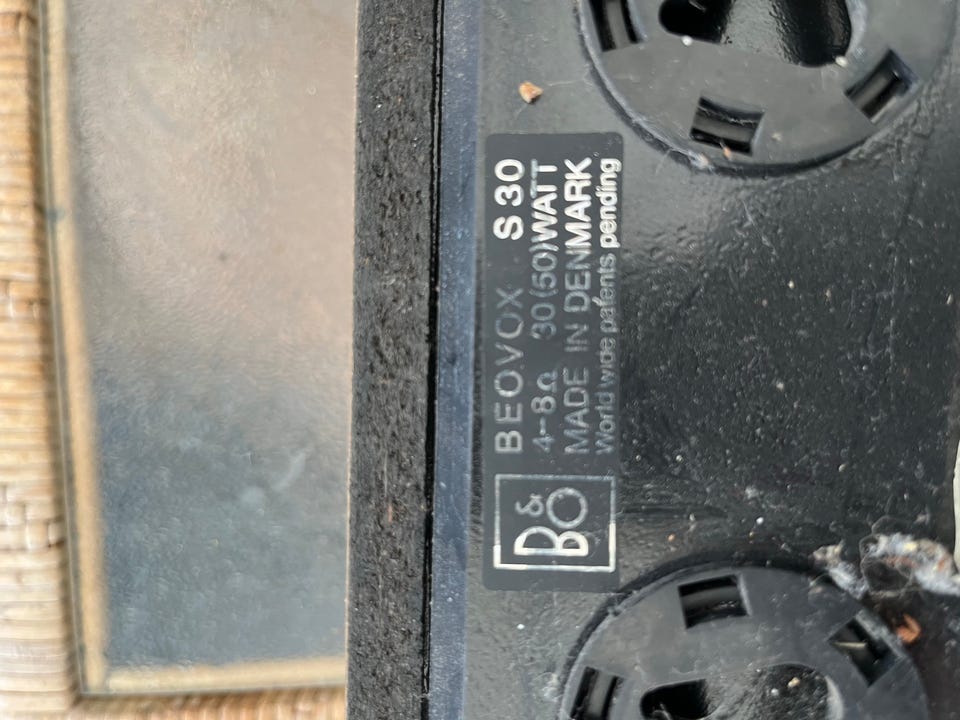 B&O
BEOVOX S 30
4-8Ω 30(50)WATT
MADE IN DENMARK
World wide patents pending